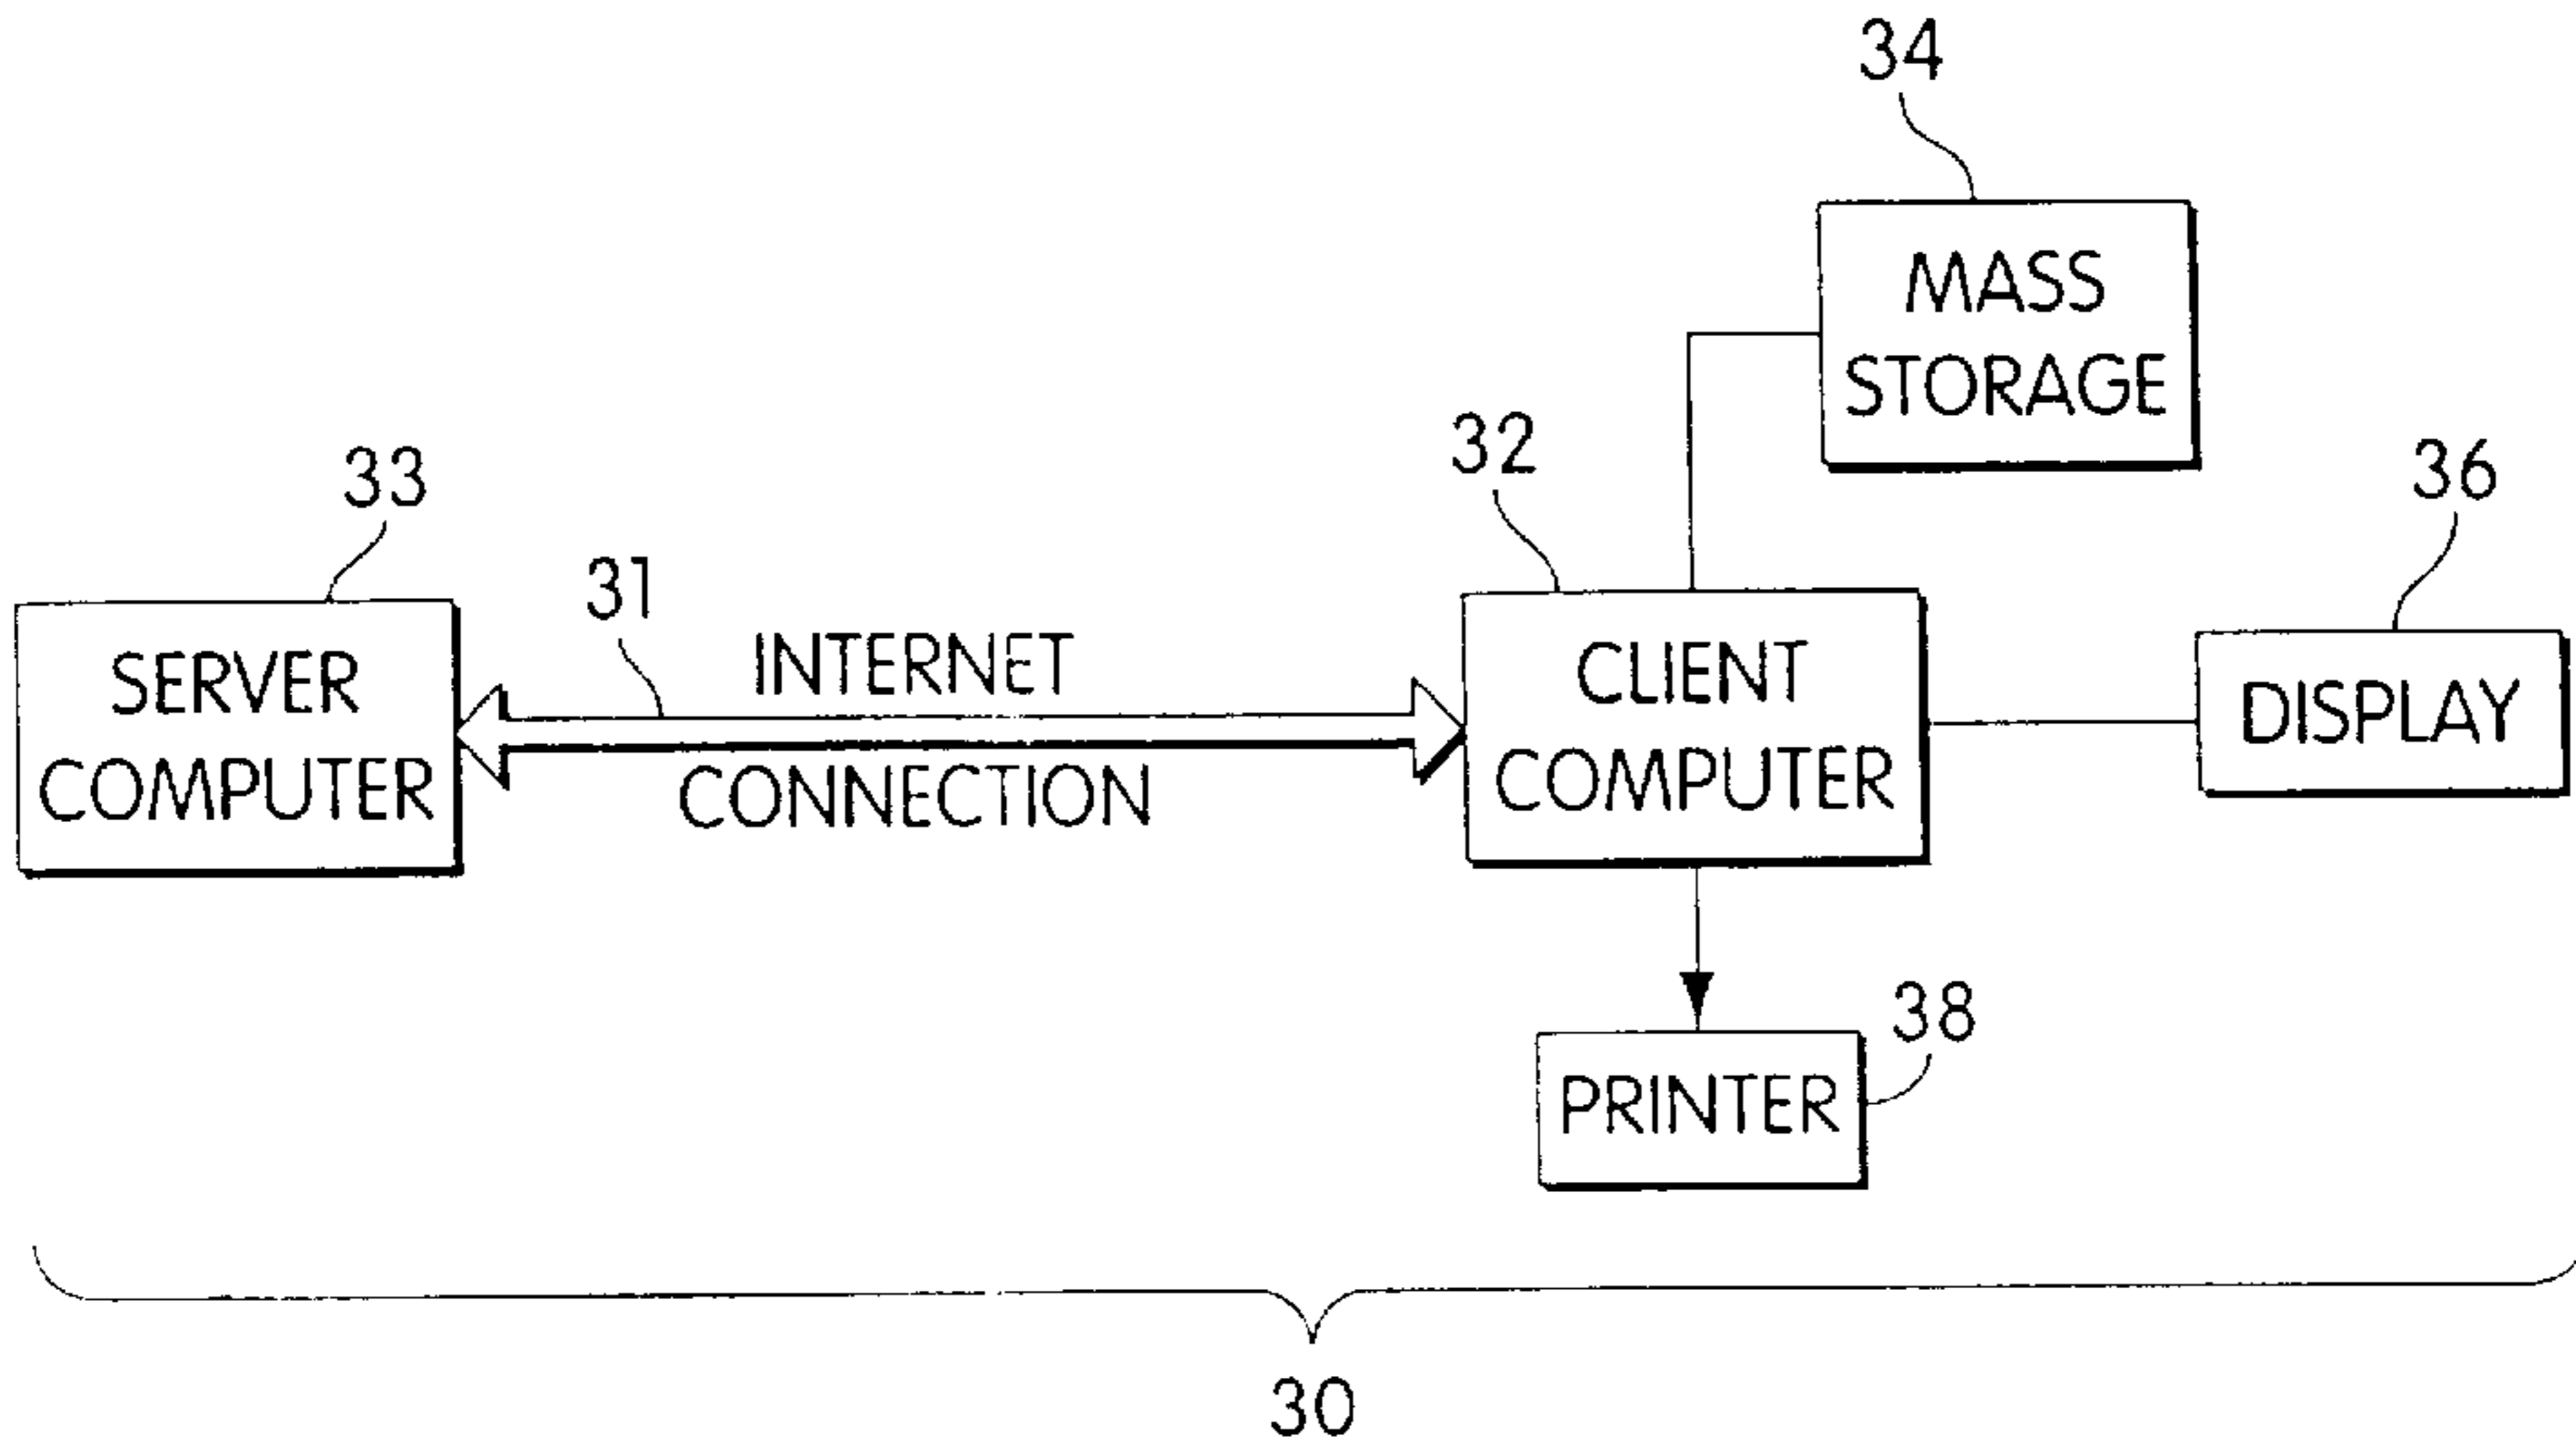 34
MASS
STORAGE
32
36
33
31
SERVER
COMPUTER
INTERNET
CONNECTION
CLIENT
COMPUTER
DISPLAY
38
PRINTER
30